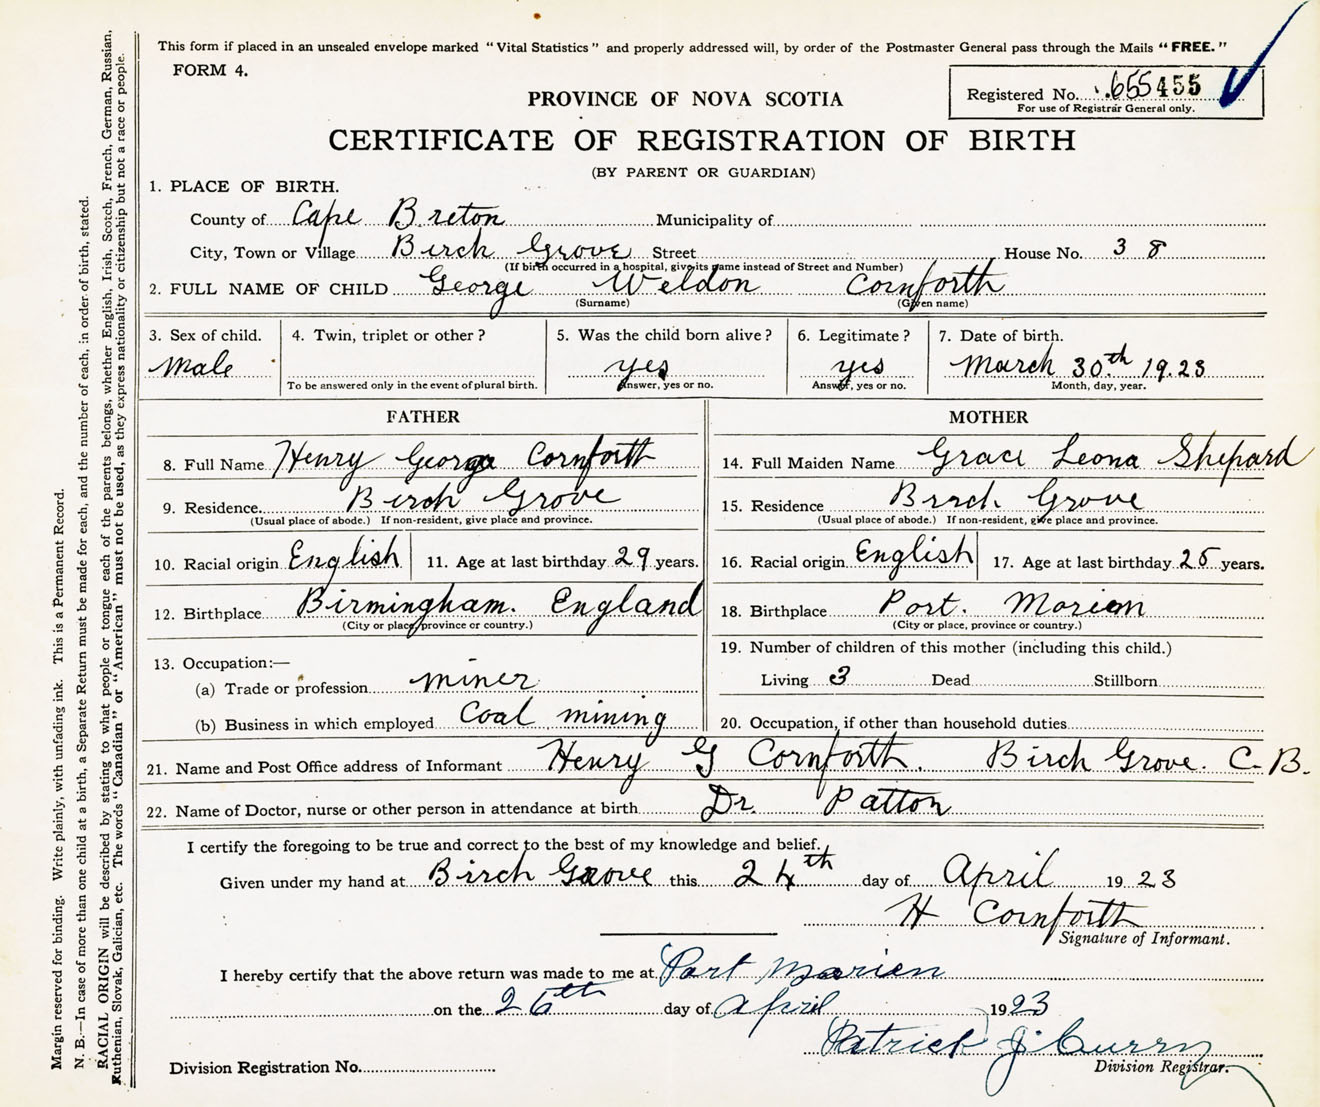 This form if placed in an unsealed envelope marked "Vital Statistics" and properly addressed will, by order of the Postmaster General pass through the Mails "FREE."
FORM 4.
Registered No. 655455
For use of Registrar General only.
PROVINCE OF NOVA SCOTIA
CERTIFICATE OF REGISTRATION OF BIRTH
(BY PARENT OR GUARDIAN)
1. PLACE OF BIRTH.
County of Cape Breton Municipality of
City, Town or Village Birch Grove Street House No. 38
(If birth occurred in a hospital, give its name instead of Street and Number)
2. FULL NAME OF CHILD George Weldon Cornforth
(Surname) (Given name)
3. Sex of child. 4. Twin, triplet or other? 5. Was the child born alive? 6. Legitimate? 7. Date of birth.
Male yes yes March 30th 1923
To be answered only in the event of plural birth. Answer, yes or no. Answer, yes or no. Month, day, year.
FATHER
8. Full Name Henry George Cornforth
9. Residence. Birch Grove
(Usual place of abode.) If non-resident, give place and province.
10. Racial origin English 11. Age at last birthday 29 years.
12. Birthplace Birmingham. England
(City or place, province or country.)
13. Occupation:—
(a) Trade or profession miner
(b) Business in which employed Coal mining
MOTHER
14. Full Maiden Name Grace Leona Shepard
15. Residence Birch Grove
(Usual place of abode.) If non-resident, give place and province.
16. Racial origin English 17. Age at last birthday 25 years.
18. Birthplace Port. Morien
(City or place, province or country.)
19. Number of children of this mother (including this child.)
Living 3 Dead Stillborn
20. Occupation, if other than household duties
21. Name and Post Office address of Informant Henry G Cornforth. Birch Grove. C.B.
22. Name of Doctor, nurse or other person in attendance at birth Dr. Patton
I certify the foregoing to be true and correct to the best of my knowledge and belief.
Given under my hand at Birch Grove this 24th day of April 1923
H Cornforth
Signature of Informant.
I hereby certify that the above return was made to me at Port Morien
on the 26th day of April 1923
Patrick J. Curry
Division Registration No. Division Registrar.
Margin reserved for binding. Write plainly, with unfading ink. This is a Permanent Record.
N. B.—In case of more than one child at a birth, a Separate Return must be made for each, and the number of each, in order of birth, stated.
RACIAL ORIGIN will be described by stating to what people or tongue each of the parents belongs, whether English, Irish, Scotch, French, German, Russian,
Ruthenian, Slovak, Galician, etc. The words "Canadian" or "American" must not be used, as they express nationality or citizenship but not a race or people.